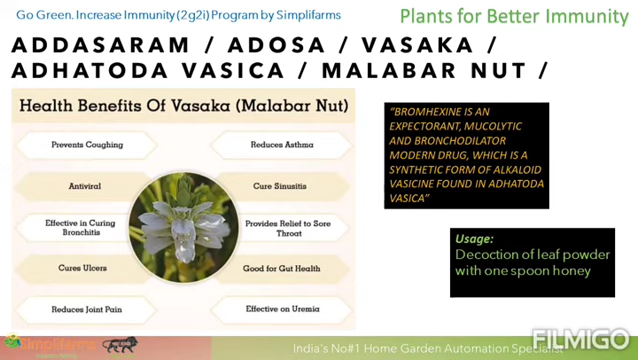 Go Green. Increase Immunity (2g2i) Program by Simplifarms
Plants for Better Immunity
ADDASARAM / ADOSA / VASAKA /
ADHATODA VASICA / MALABAR NUT /
Health Benefits Of Vasaka (Malabar Nut)
Prevents Coughing
Reduces Asthma
Antiviral
Cure Sinusitis
Effective in Curing
Bronchitis
Provides Relief to Sore
Throat
Cures Ulcers
Good for Gut Health
Reduces Joint Pain
Effective on Uremia
"BROMHEXINE IS AN
EXPECTORANT, MUCOLYTIC
AND BRONCHODILATOR
MODERN DRUG, WHICH IS A
SYNTHETIC FORM OF ALKALOID
VASICINE FOUND IN ADHATODA
VASICA"
Usage:
Decoction of leaf powder
with one spoon honey
SimpliFarms
India's No#1 Home Garden Automation Specialist
FILMIGO